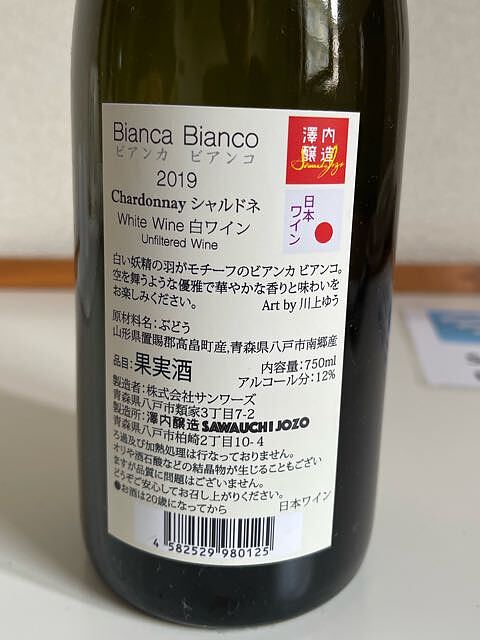 Bianca Bianco
ビアンカ ビアンコ
澤内
醸造
2019
Chardonnay シャルドネ
White Wine 白ワイン
Unfiltered Wine
日本
ワイン
白い妖精の羽がモチーフのビアンカ ビアンコ。
空を舞うような優雅で華やかな香りと味わいを
お楽しみください。 Art by 川上ゆう
原材料名:ぶどう
山形県置賜郡高畠町産,青森県八戸市南郷産
品目:果実酒
内容量:750ml
アルコール分:12%
製造者:株式会社サンワーズ
青森県八戸市類家3丁目7-2
製造所:澤内醸造 SAWAUCHI JOZO
青森県八戸市柏崎2丁目10-4
ろ過及び加熱処理は行なっておりません。
オリや酒石酸などの結晶物が生じることもござい
ますが品質に問題はございません。
どうぞご安心してお召し上がりください。
●お酒は20歳になってから 日本ワイン
4 582529 980125